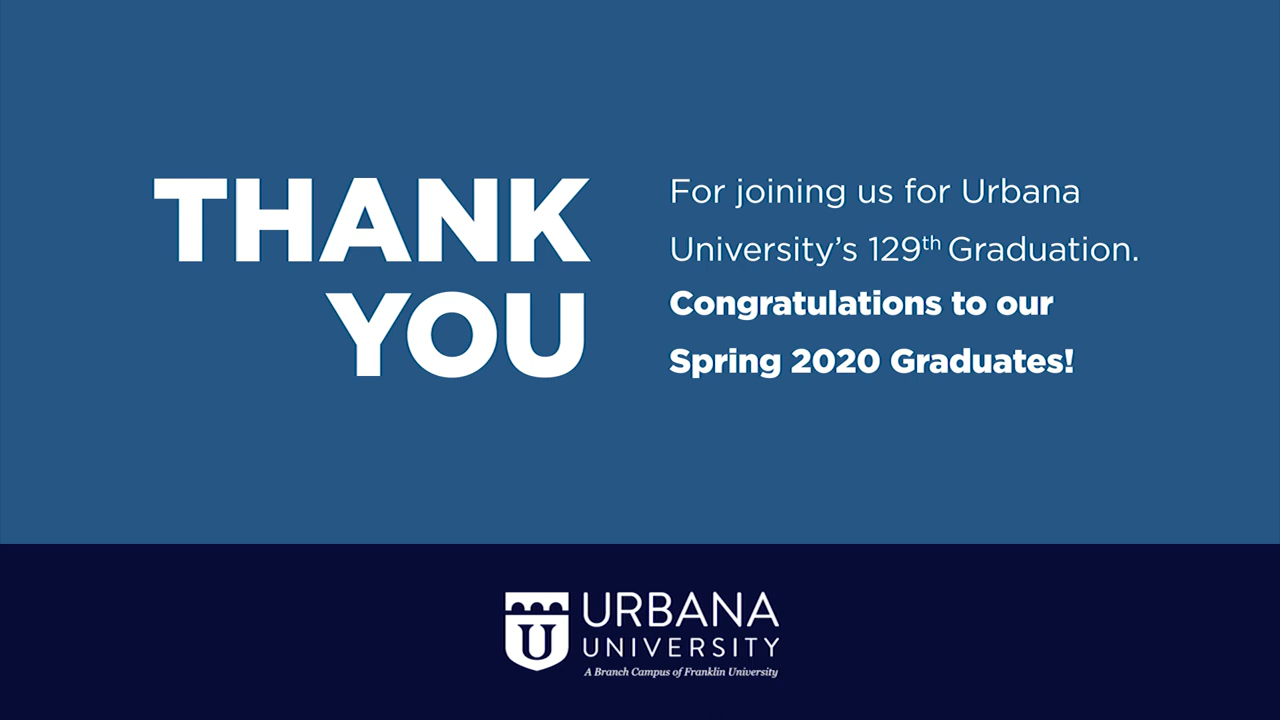 THANK
YOU
For joining us for Urbana
University’s 129th Graduation.
Congratulations to our
Spring 2020 Graduates!
U
URBANA
UNIVERSITY
A Branch Campus of Franklin University